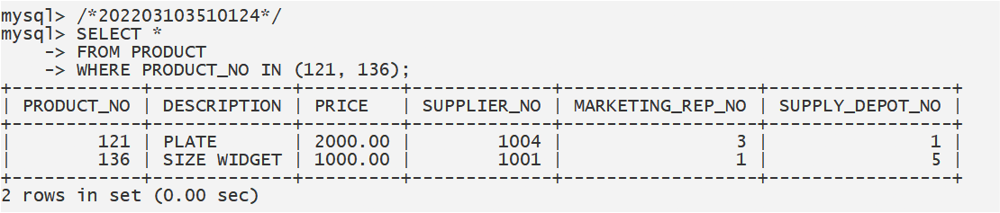 mysql> /*202203103510124*/
mysql> SELECT *
    -> FROM PRODUCT
    -> WHERE PRODUCT_NO IN (121, 136);
+------------+-------------+---------+-------------+------------------+-----------------+
| PRODUCT_NO | DESCRIPTION | PRICE   | SUPPLIER_NO | MARKETING_REP_NO | SUPPLY_DEPOT_NO |
+------------+-------------+---------+-------------+------------------+-----------------+
|        121 | PLATE       | 2000.00 |        1004 |                3 |               1 |
|        136 | SIZE WIDGET | 1000.00 |        1001 |                1 |               5 |
+------------+-------------+---------+-------------+------------------+-----------------+
2 rows in set (0.00 sec)